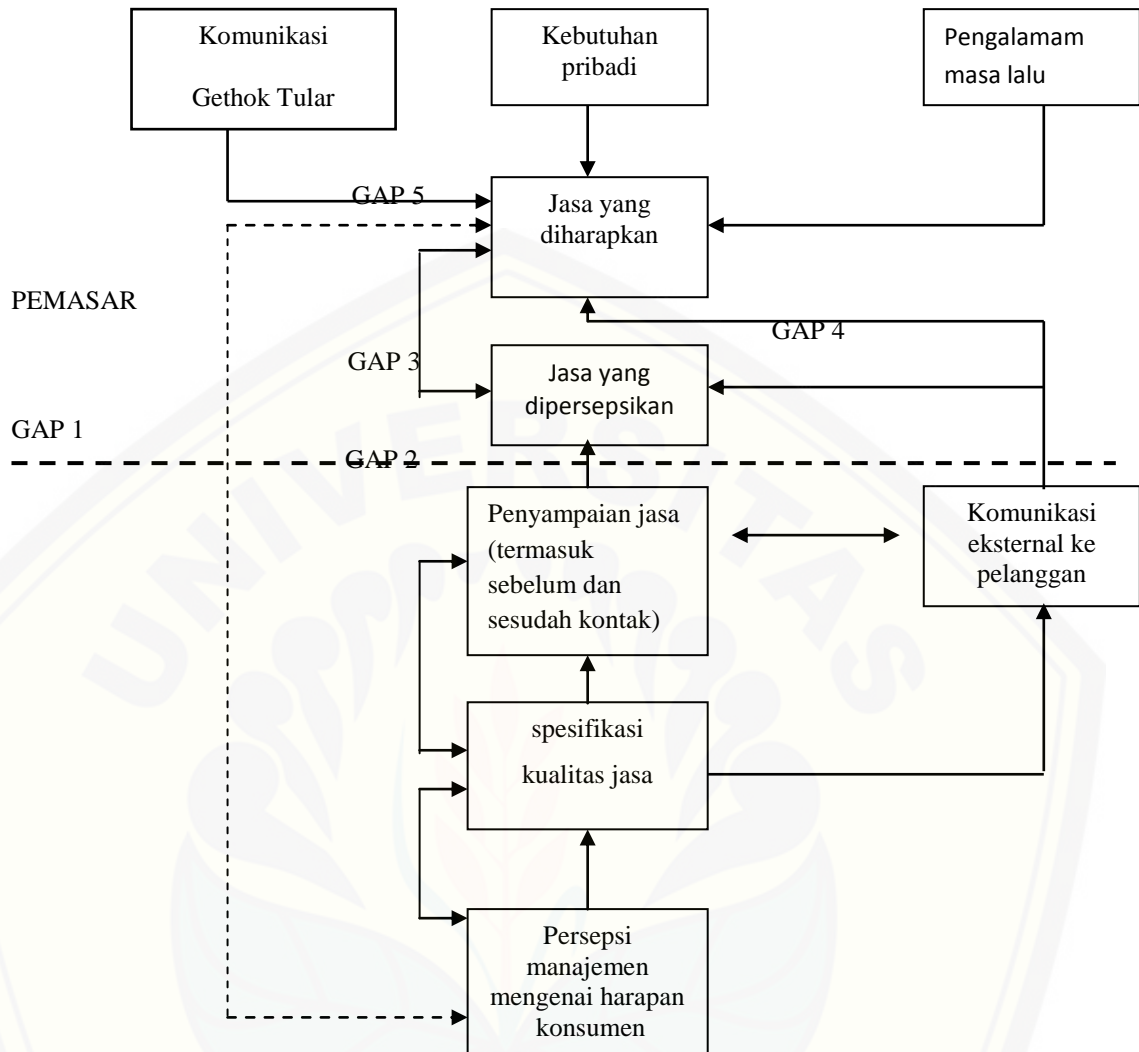 Komunikasi
Gethok Tular
Kebutuhan
pribadi
Pengalamam
masa lalu
GAP 5
Jasa yang
diharapkan
PEMASAR
GAP 4
GAP 3
Jasa yang
dipersepsikan
GAP 1
GAP 2
Penyampaian jasa
(termasuk
sebelum dan
sesudah kontak)
Komunikasi
eksternal ke
pelanggan
spesifikasi
kualitas jasa
Persepsi
manajemen
mengenai harapan
konsumen
UNIVERSITAS